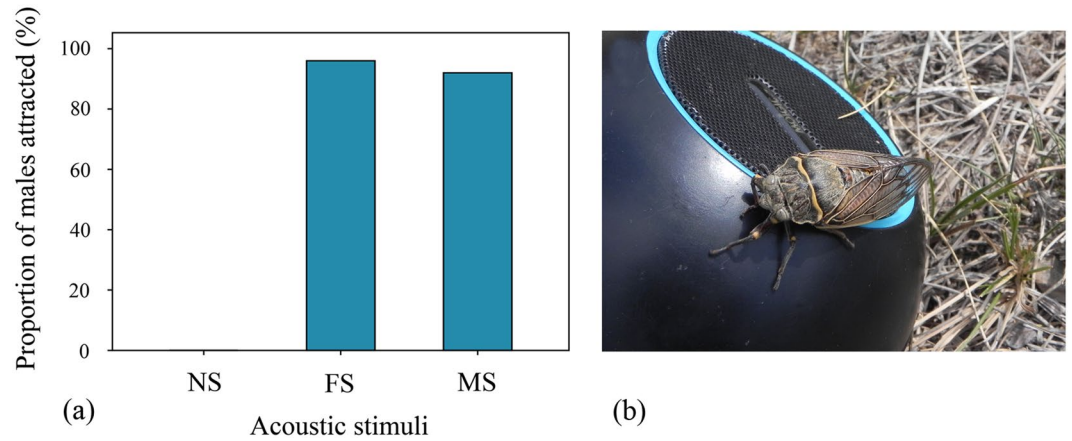 Proportion of males attracted (%)
100
80
60
40
20
0
NS FS MS
Acoustic stimuli
(a)
(b)